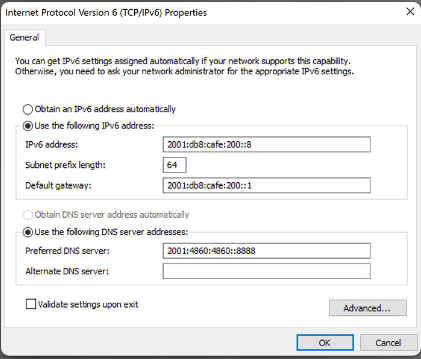 Internet Protocol Version 6 (TCP/IPv6) Properties
General
You can get IPv6 settings assigned automatically if your network supports this capability.
Otherwise, you need to ask your network administrator for the appropriate IPv6 settings.
Obtain an IPv6 address automatically
Use the following IPv6 address:
IPv6 address: 2001:db8:cafe:200::8
Subnet prefix length: 64
Default gateway: 2001:db8:cafe:200::1
Obtain DNS server address automatically
Use the following DNS server addresses:
Preferred DNS server: 2001:4860:4860::8888
Alternate DNS server:
Validate settings upon exit
Advanced...
OK Cancel